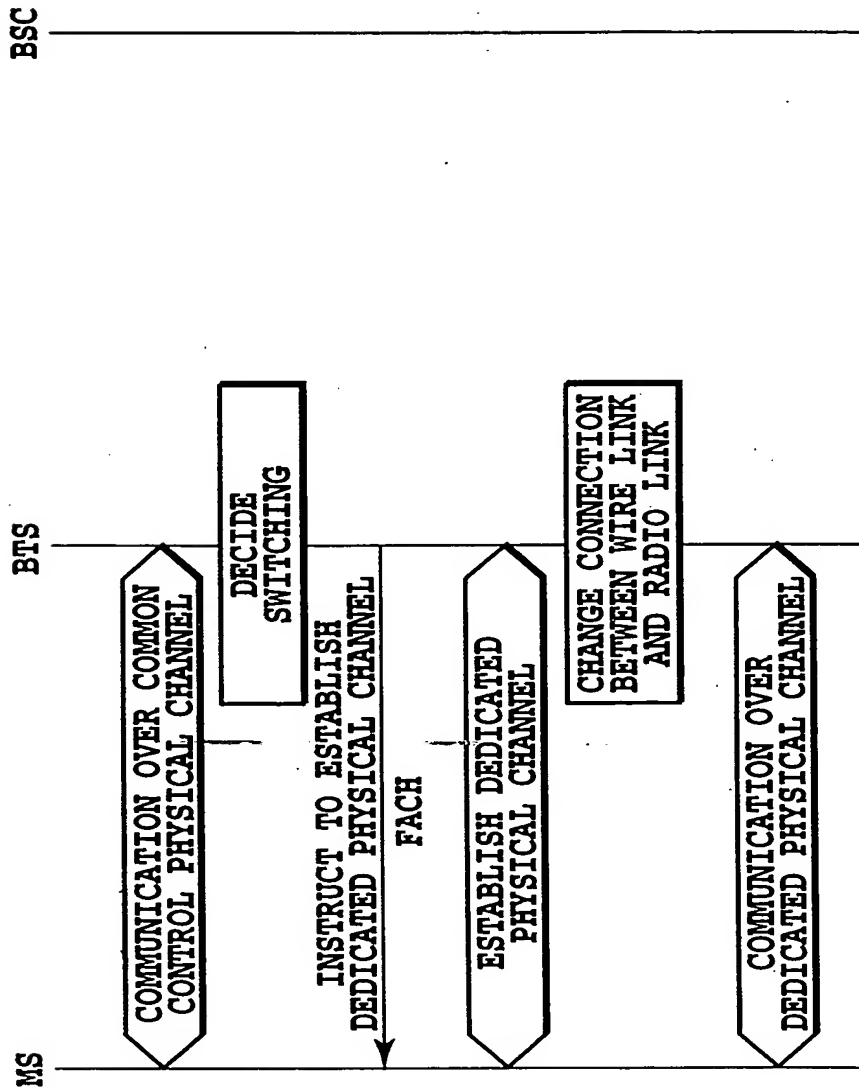 MS
BTS
BSC
COMMUNICATION OVER COMMON
CONTROL PHYSICAL CHANNEL
DECIDE
SWITCHING
INSTRUCT TO ESTABLISH
DEDICATED PHYSICAL CHANNEL
FACH
ESTABLISH DEDICATED
PHYSICAL CHANNEL
CHANGE CONNECTION
BETWEEN WIRE LINK
AND RADIO LINK
COMMUNICATION OVER
DEDICATED PHYSICAL CHANNEL